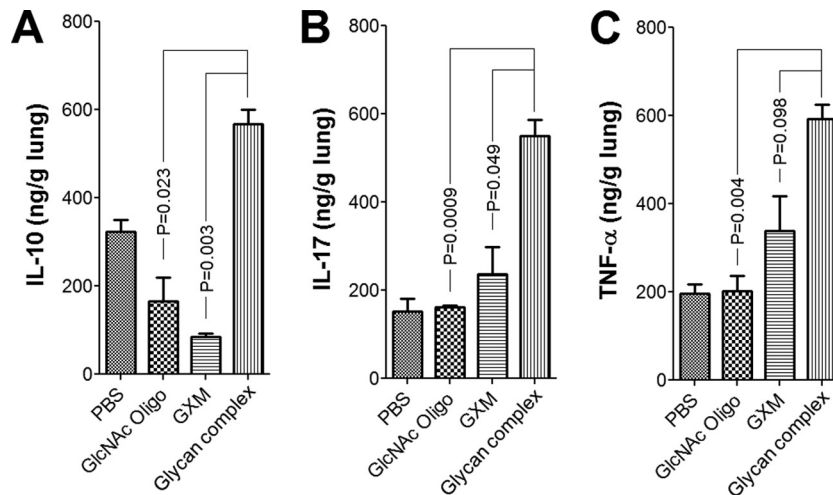 A
IL-10 (ng/g lung)
800
600
400
200
0
P=0.023
P=0.003
PBS
GlcNAc Oligo
GXM
Glycan complex
B
IL-17 (ng/g lung)
800
600
400
200
0
P=0.0009
P=0.049
PBS
GlcNAc Oligo
GXM
Glycan complex
C
TNF-α (ng/g lung)
800
600
400
200
0
P=0.004
P=0.098
PBS
GlcNAc Oligo
GXM
Glycan complex